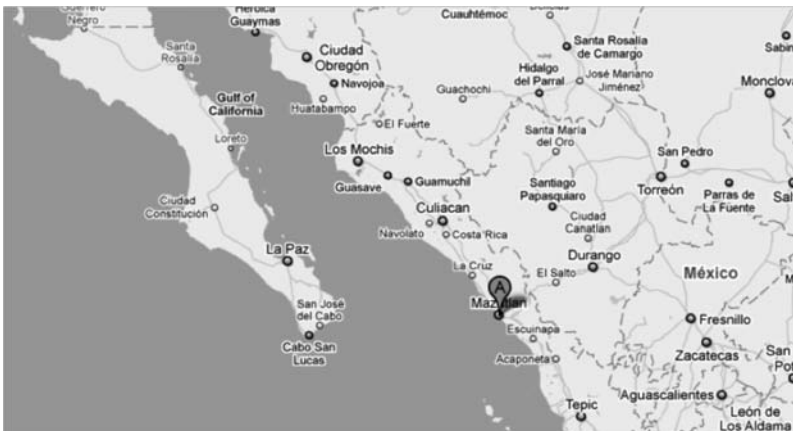 Guerrero
Negro
Heroica
Guaymas
Cuauhtémoc
Delicias
Santa
Rosalía
Ciudad
Obregón
Navojoa
Huatabampo
Gulf of
California
El Fuerte
Guachochi
Hidalgo
del Parral
Santa Rosalía
de Camargo
José Mariano
Jiménez
Sabin
Monclova
Loreto
Los Mochis
Guasave
Guamuchil
Santa María
del Oro
San Pedro
Torreón
Parras de
La Fuente
Sal
Ciudad
Constitución
Culiacan
Navolato
Costa Rica
Santiago
Papasquiaro
Ciudad
Canatlán
La Paz
La Cruz
El Salto
Durango
México
M
A
Mazatlan
San José
del Cabo
Cabo San
Lucas
Escuinapa
Acaponeta
Fresnillo
Zacatecas
San
Pot
Aguascalientes
León de
Los Aldama
Tepic